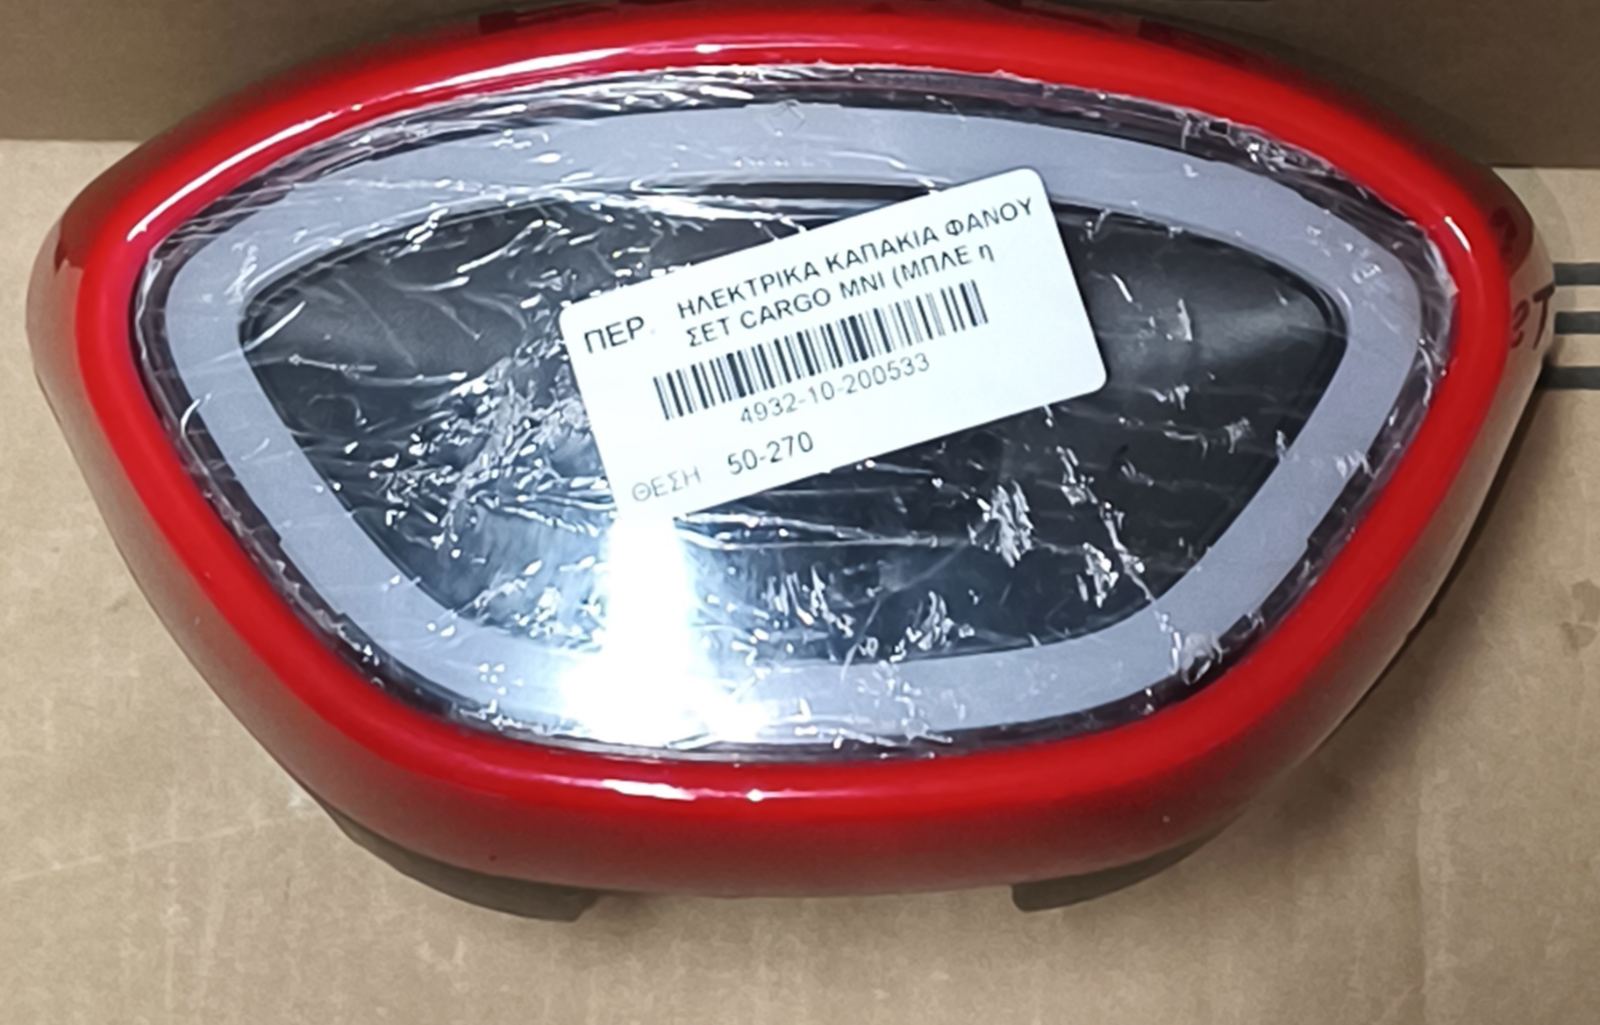 ΠΕΡ. ΗΛΕΚΤΡΙΚΑ ΚΑΠΑΚΙΑ ΦΑΝΟΥ
ΣΕΤ CARGO MNI (ΜΠΛΕ η
4932-10-200533
ΘΕΣΗ 50-270